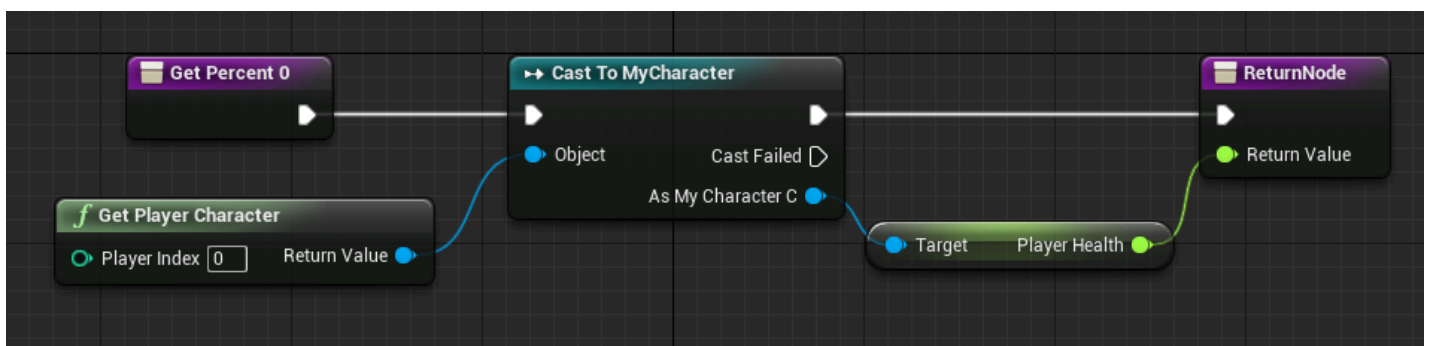 Get Percent 0
Cast To MyCharacter
ReturnNode
Object
Cast Failed
Return Value
As My Character C
f Get Player Character
Player Index 0
Return Value
Target
Player Health